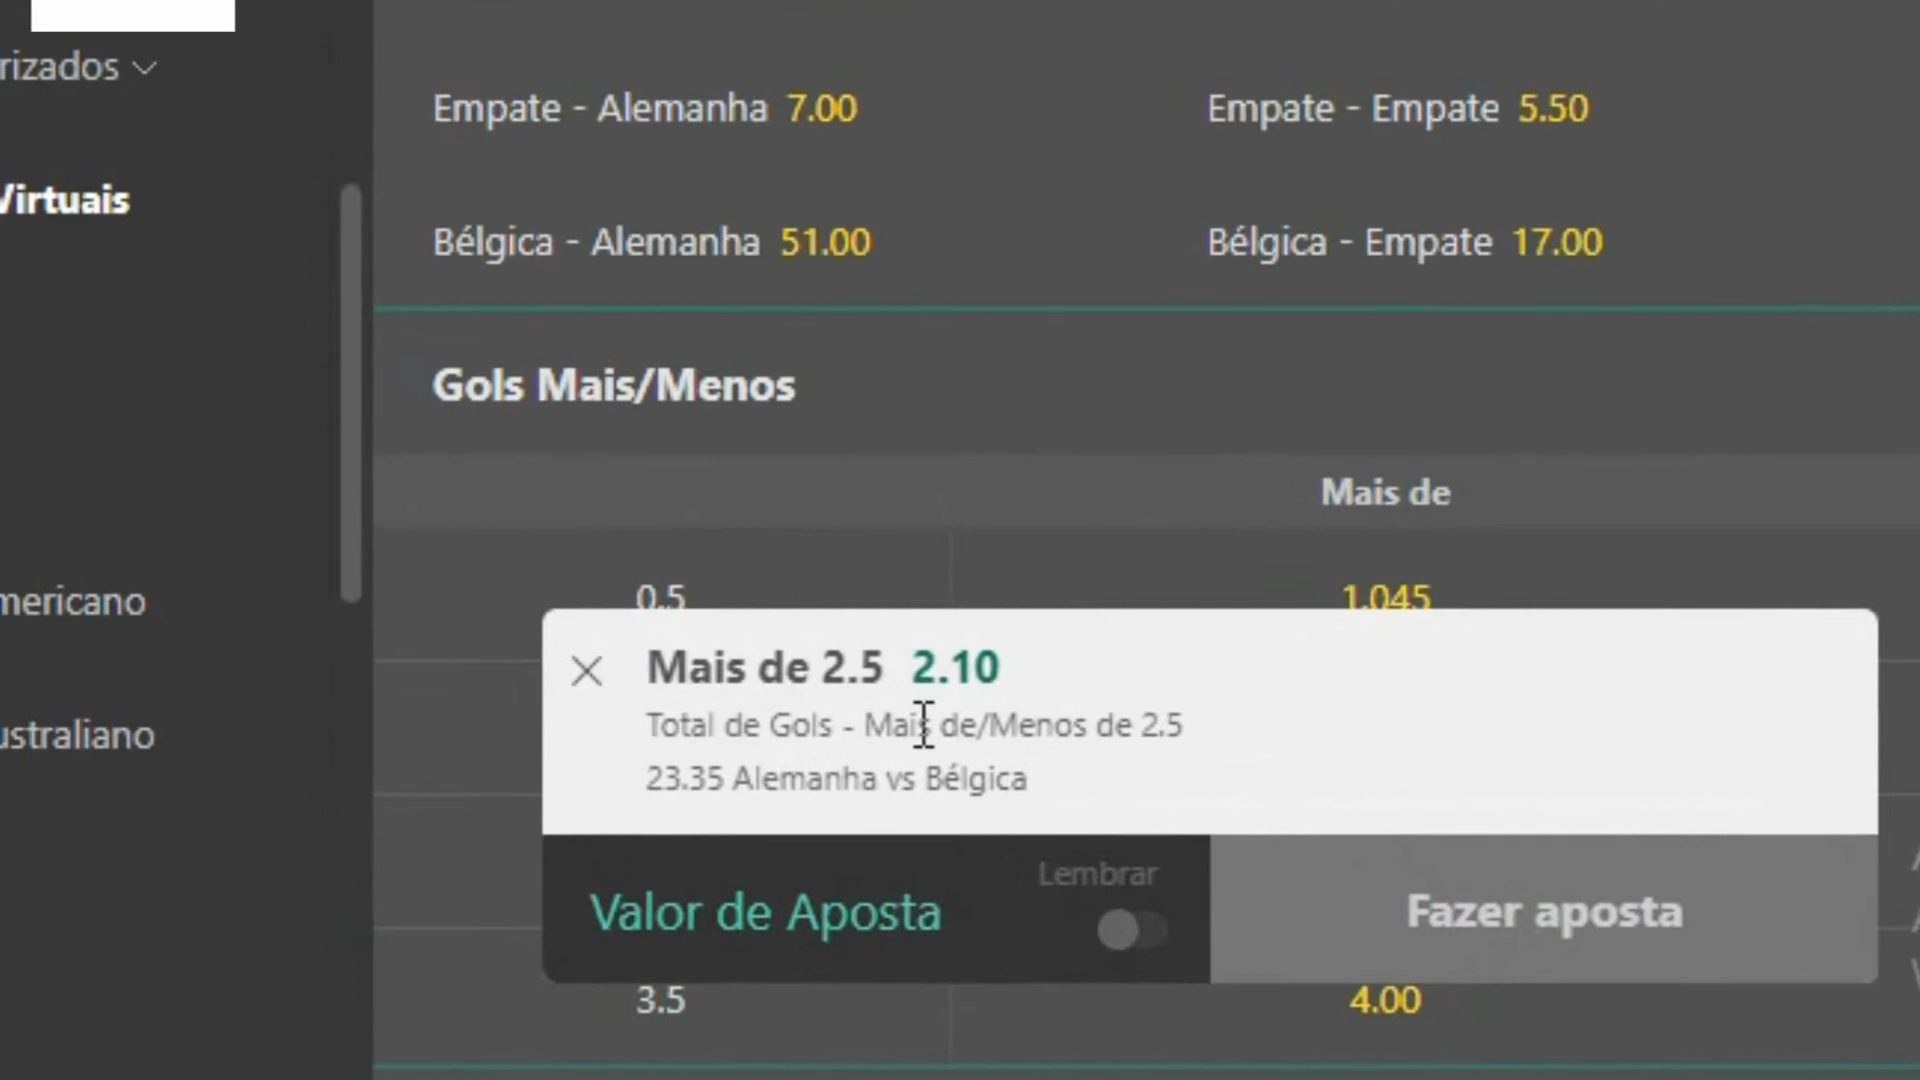 rizados
Empate - Alemanha 7.00
Empate - Empate 5.50
Virtuais
Bélgica - Alemanha 51.00
Bélgica - Empate 17.00
Gols Mais/Menos
Mais de
0.5
1.045
mericano
Mais de 2.5 2.10
Total de Gols - Mais de/Menos de 2.5
ustraliano
23.35 Alemanha vs Bélgica
Lembrar
Valor de Aposta
Fazer aposta
3.5
4.00